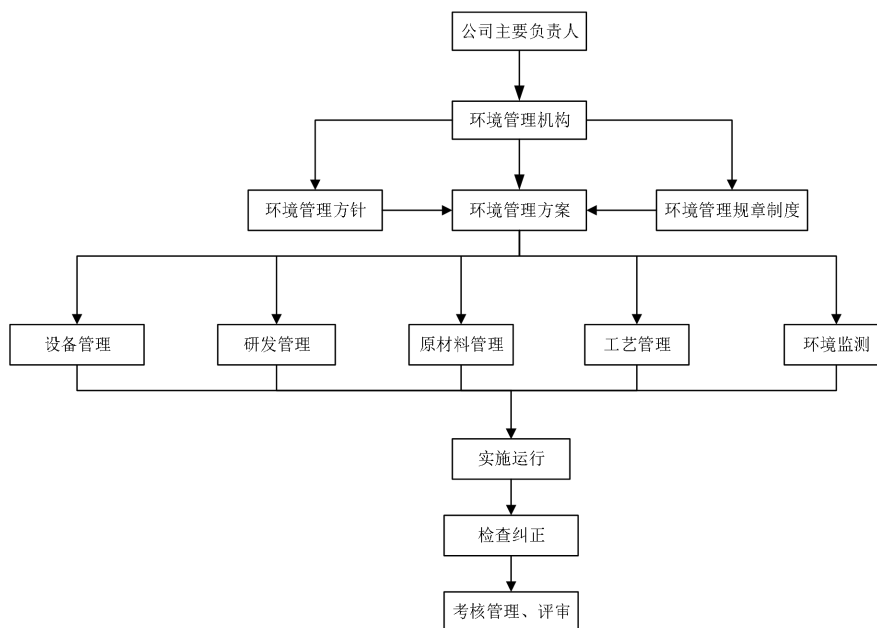 公司主要负责人
环境管理机构
环境管理方针
环境管理方案
环境管理规章制度
设备管理
研发管理
原材料管理
工艺管理
环境监测
实施运行
检查纠正
考核管理、评审